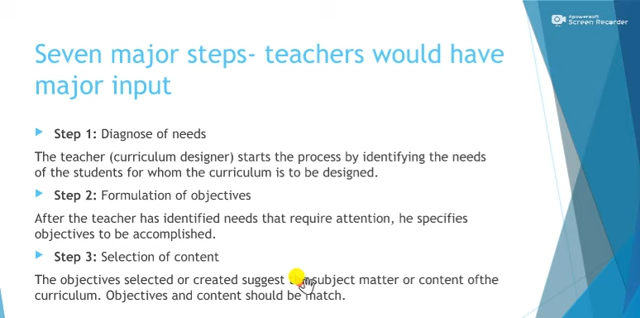 Apowersoft
Screen Recorder
Seven major steps- teachers would have
major input
Step 1: Diagnose of needs
The teacher (curriculum designer) starts the process by identifying the needs
of the students for whom the curriculum is to be designed.
Step 2: Formulation of objectives
After the teacher has identified needs that require attention, he specifies
objectives to be accomplished.
Step 3: Selection of content
The objectives selected or created suggest subject matter or content ofthe
curriculum. Objectives and content should be match.